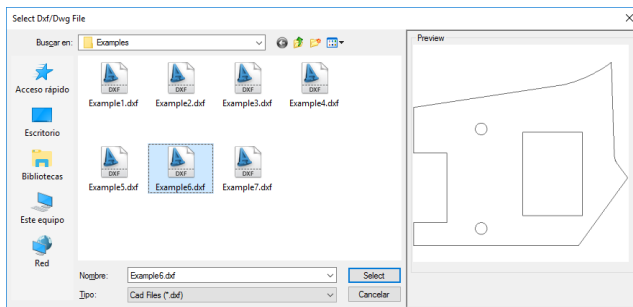 Select Dxf/Dwg File
Buscar en: Examples
Preview
Acceso rápido
Escritorio
Bibliotecas
Este equipo
Red
DXF DXF DXF DXF
Example1.dxf Example2.dxf Example3.dxf Example4.dxf
DXF DXF DXF
Example5.dxf Example6.dxf Example7.dxf
Nombre: Example6.dxf Select
Tipo: Cad Files (*.dxf) Cancelar